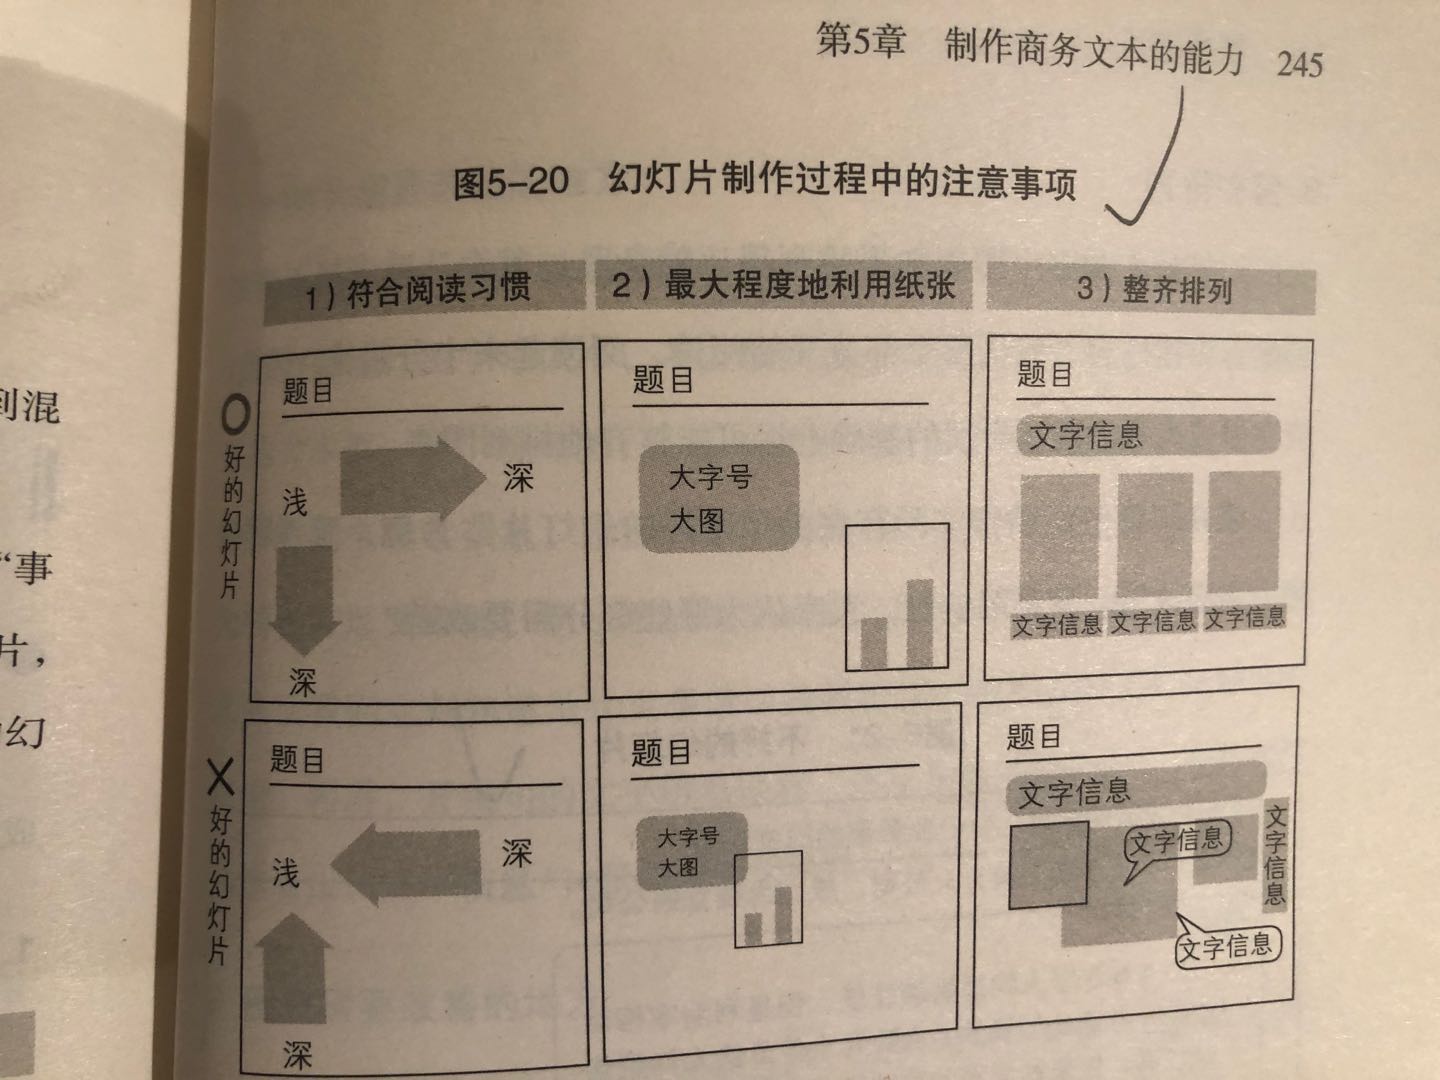 第5章 制作商务文本的能力 245
图5-20 幻灯片制作过程中的注意事项
1）符合阅读习惯
2）最大程度地利用纸张
3）整齐排列
好的幻灯片
题目
浅
深
深
题目
大字号
大图
题目
文字信息
文字信息
文字信息
文字信息
好的幻灯片
题目
浅
深
深
题目
大字号
大图
题目
文字信息
文字信息
文字信息
文字信息
到混
“事
片，
幻